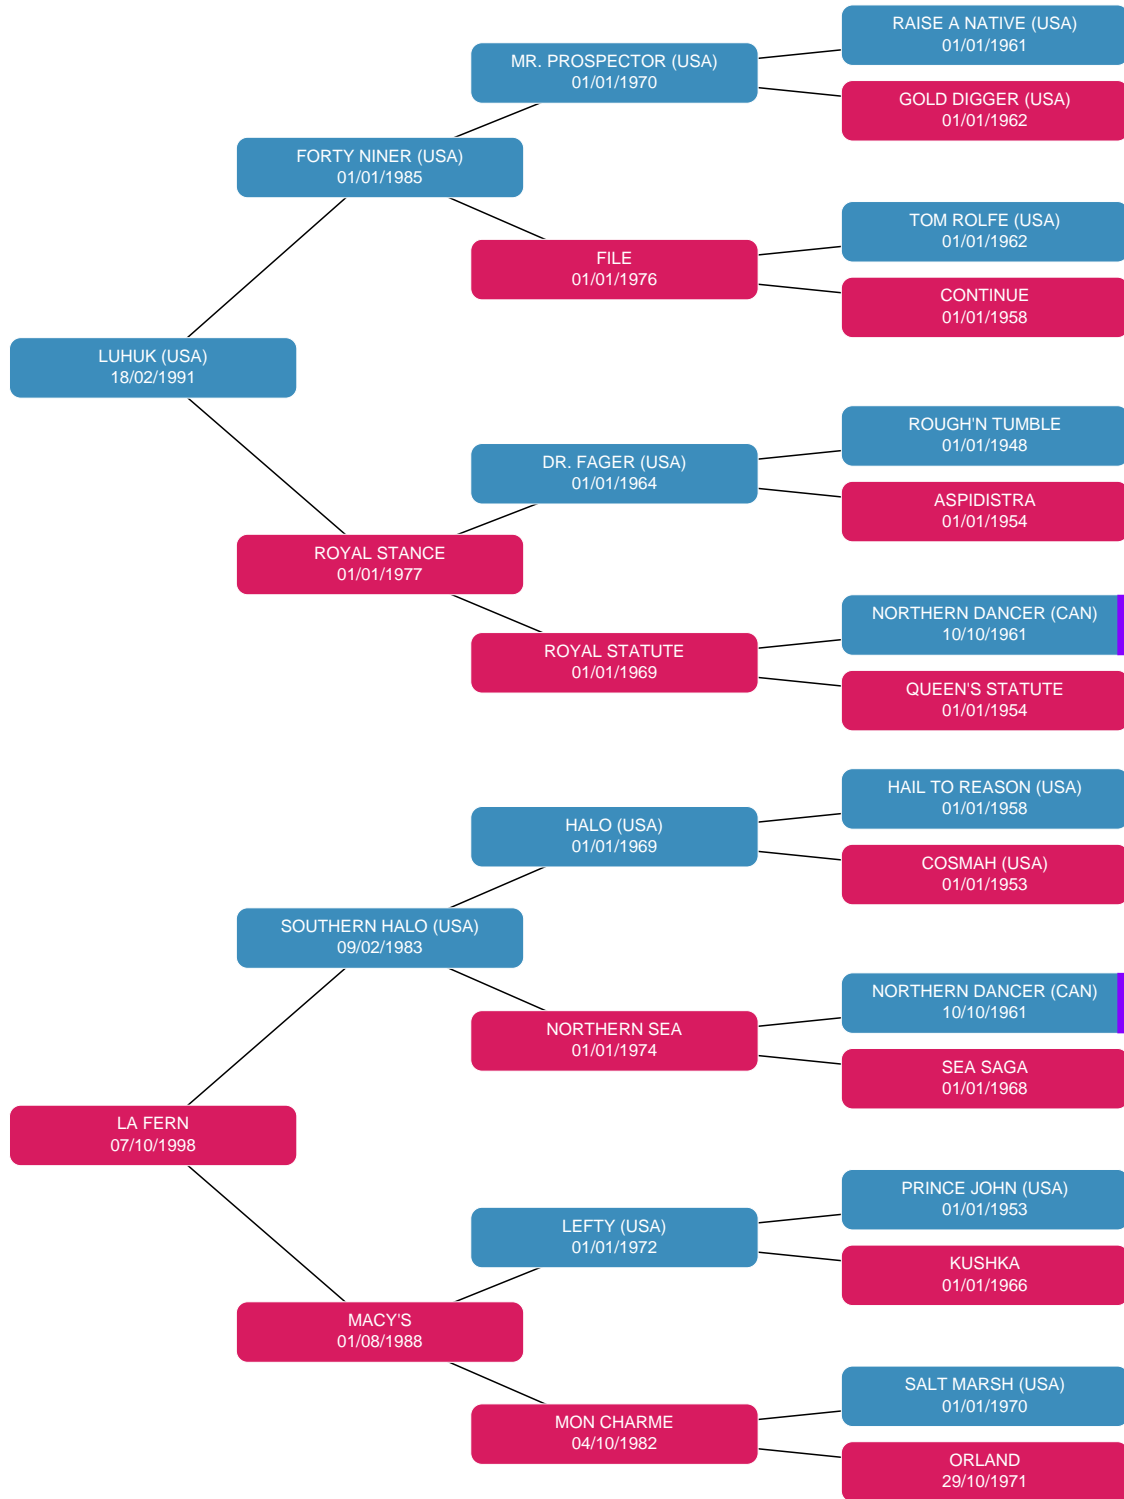 RAISE A NATIVE (USA)
01/01/1961
MR. PROSPECTOR (USA)
01/01/1970
GOLD DIGGER (USA)
01/01/1962
FORTY NINER (USA)
01/01/1985
TOM ROLFE (USA)
01/01/1962
FILE
01/01/1976
CONTINUE
01/01/1958
LUHUK (USA)
18/02/1991
ROUGH'N TUMBLE
01/01/1948
DR. FAGER (USA)
01/01/1964
ASPIDISTRA
01/01/1954
ROYAL STANCE
01/01/1977
NORTHERN DANCER (CAN)
10/10/1961
ROYAL STATUTE
01/01/1969
QUEEN'S STATUTE
01/01/1954
HAIL TO REASON (USA)
01/01/1958
HALO (USA)
01/01/1969
COSMAH (USA)
01/01/1953
SOUTHERN HALO (USA)
09/02/1983
NORTHERN DANCER (CAN)
10/10/1961
NORTHERN SEA
01/01/1974
SEA SAGA
01/01/1968
LA FERN
07/10/1998
PRINCE JOHN (USA)
01/01/1953
LEFTY (USA)
01/01/1972
KUSHKA
01/01/1966
MACY'S
01/08/1988
SALT MARSH (USA)
01/01/1970
MON CHARME
04/10/1982
ORLAND
29/10/1971